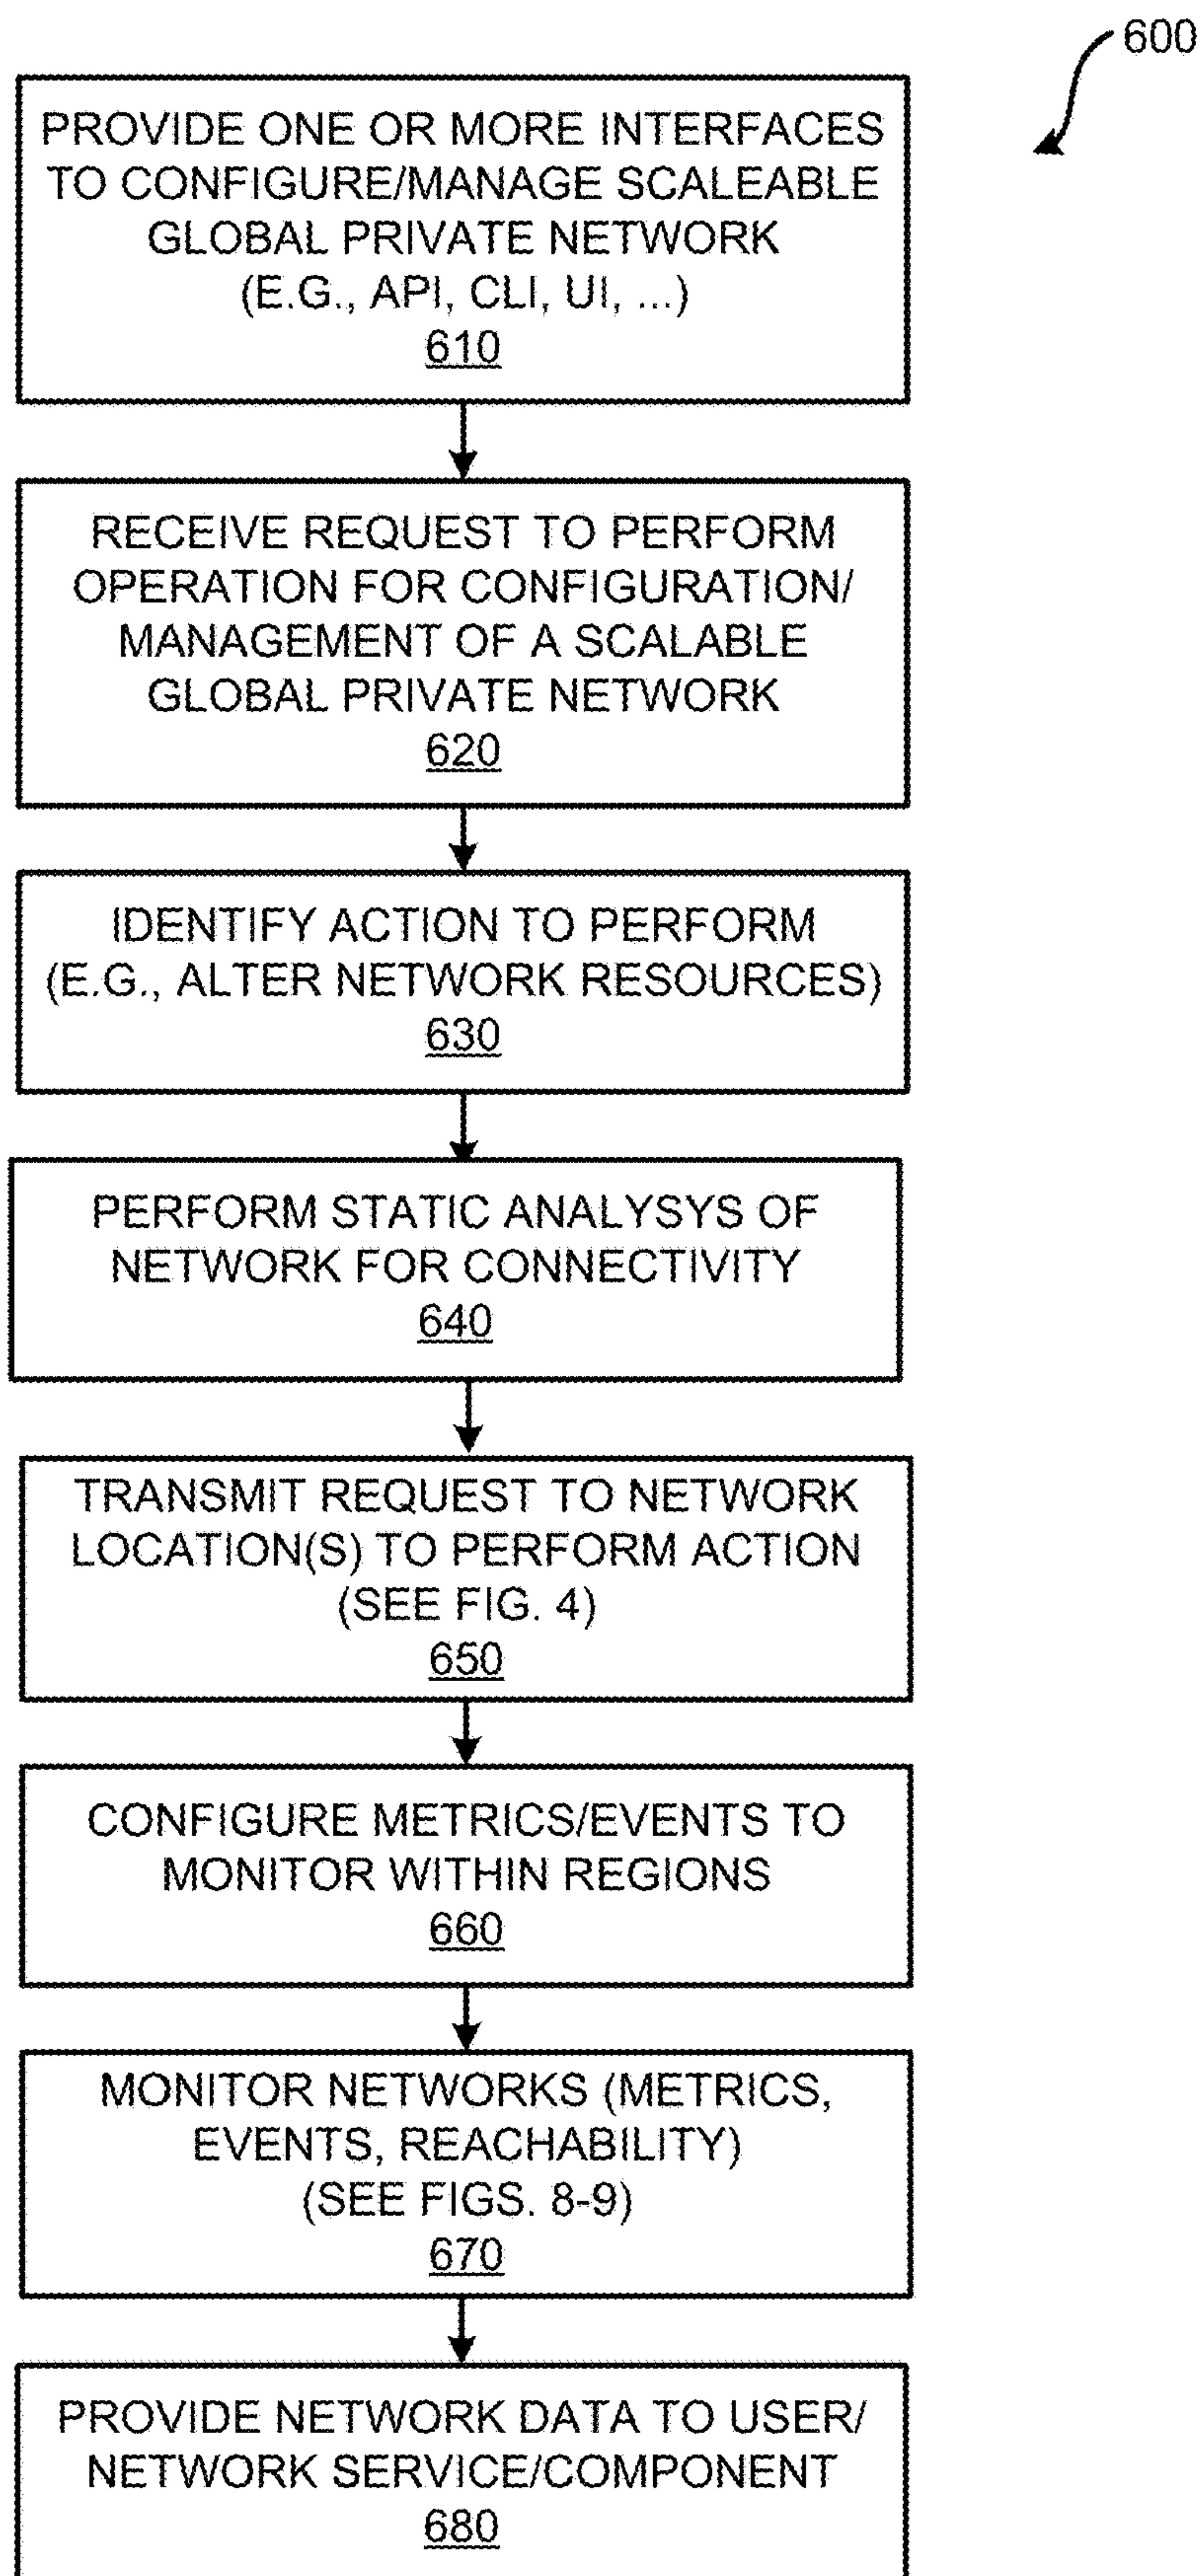 600
PROVIDE ONE OR MORE INTERFACES
TO CONFIGURE/MANAGE SCALEABLE
GLOBAL PRIVATE NETWORK
(E.G., API, CLI, UI, ...)
610
RECEIVE REQUEST TO PERFORM
OPERATION FOR CONFIGURATION/
MANAGEMENT OF A SCALABLE
GLOBAL PRIVATE NETWORK
620
IDENTIFY ACTION TO PERFORM
(E.G., ALTER NETWORK RESOURCES)
630
PERFORM STATIC ANALYSYS OF
NETWORK FOR CONNECTIVITY
640
TRANSMIT REQUEST TO NETWORK
LOCATION(S) TO PERFORM ACTION
(SEE FIG. 4)
650
CONFIGURE METRICS/EVENTS TO
MONITOR WITHIN REGIONS
660
MONITOR NETWORKS (METRICS,
EVENTS, REACHABILITY)
(SEE FIGS. 8-9)
670
PROVIDE NETWORK DATA TO USER/
NETWORK SERVICE/COMPONENT
680